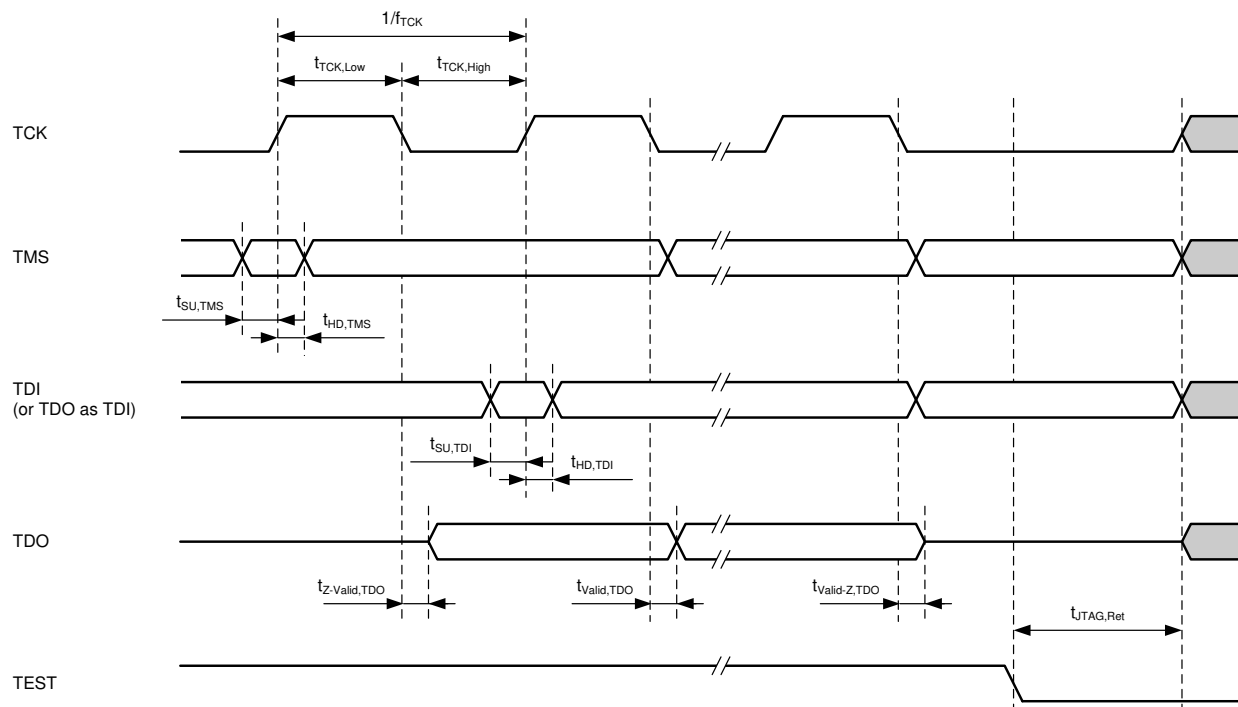 1/fTCK
tTCK,Low
tTCK,High
TCK
TMS
tSU,TMS
tHD,TMS
TDI
(or TDO as TDI)
tSU,TDI
tHD,TDI
TDO
tZ-Valid,TDO
tValid,TDO
tValid-Z,TDO
tJTAG,Ret
TEST